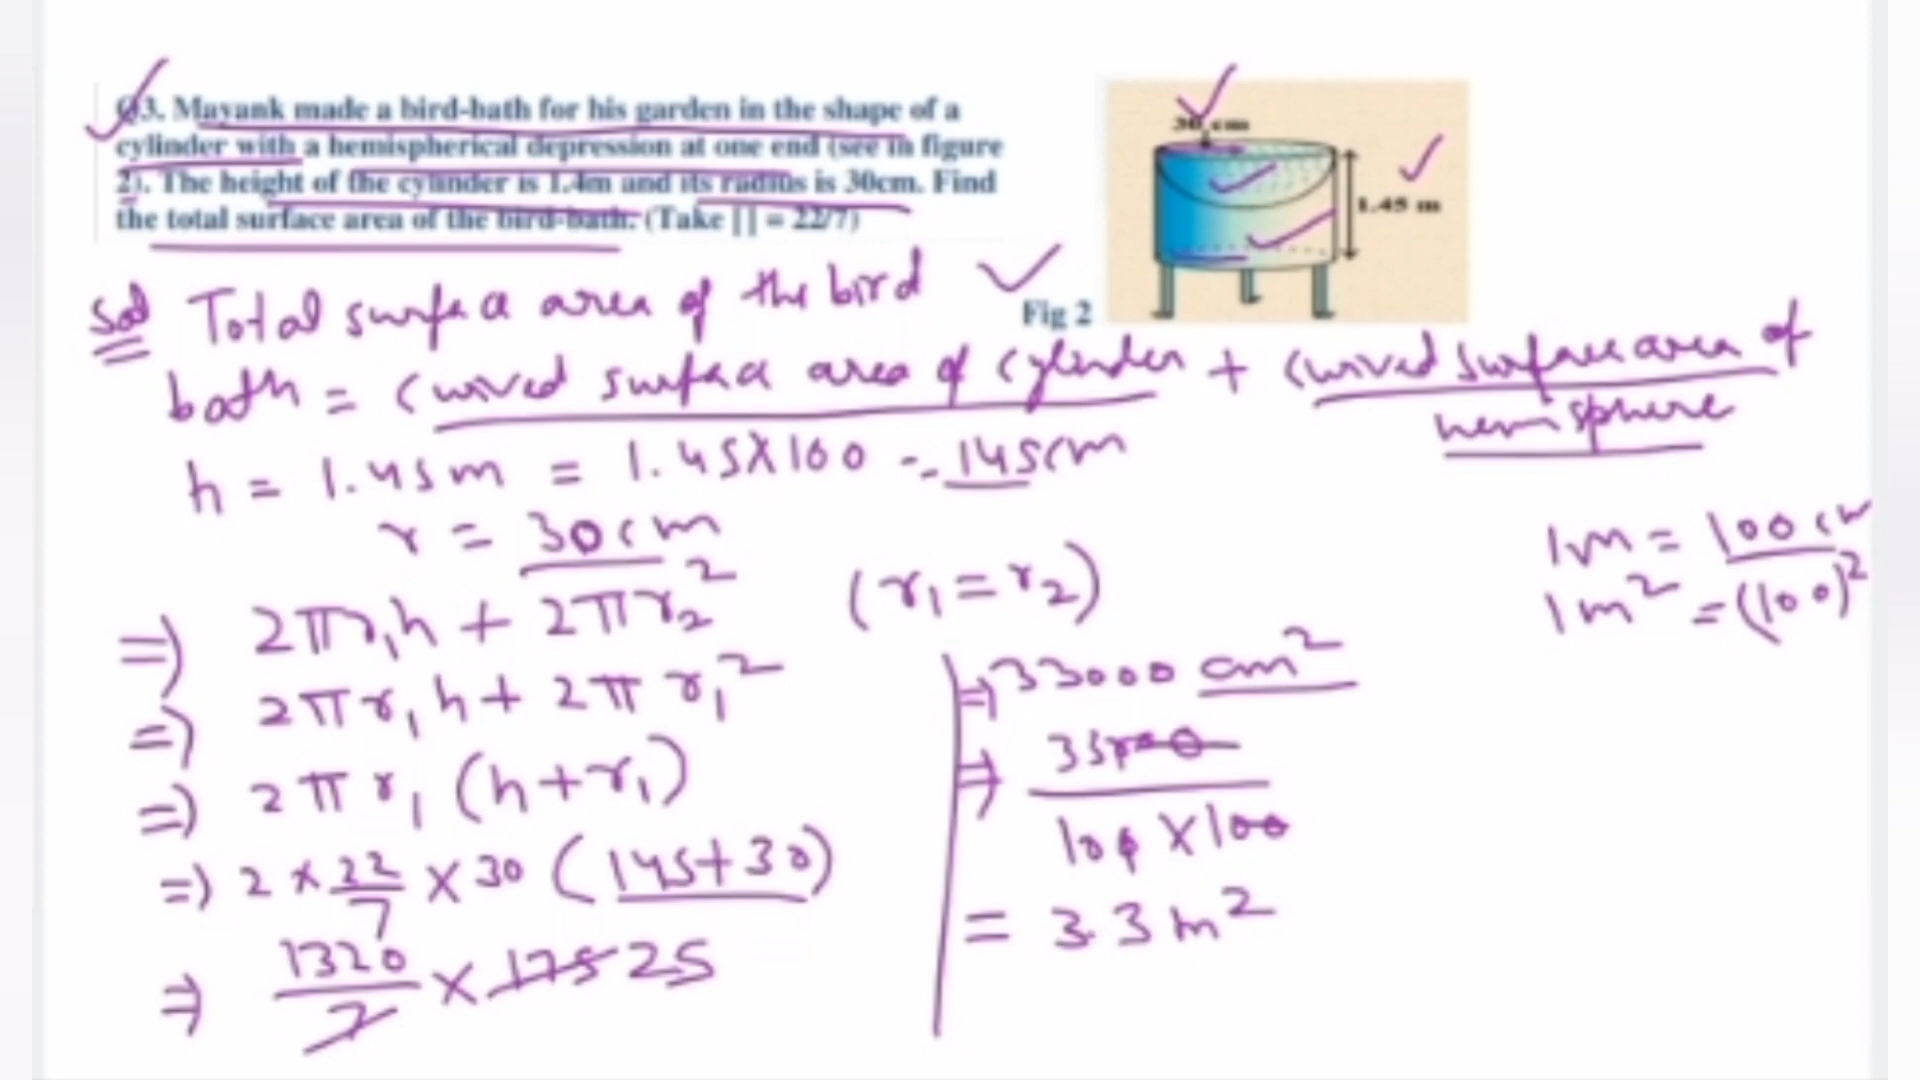 Q3. Mayank made a bird-bath for his garden in the shape of a
cylinder with a hemispherical depression at one end (see in figure
2). The height of the cylinder is 1.4m and its radius is 30cm. Find
the total surface area of the bird-bath. (Take ∏ = 22/7)
30 cm
1.45 m
Fig 2
Sol Total surface area of the bird
bath = Curved surface area of cylinder + Curved surface area of
hemisphere
h = 1.45m = 1.45X100 = 145cm
r = 30cm
1m = 100cm
1m² = (100)²
=) 2πr₁h + 2πr₂² (r₁=r₂)
=) 2πr₁h + 2πr₁²
=) 2πr₁ (h+r₁)
=) 2 × 22/7 × 30 (145+30)
=) 1320/7 × 175 25
=) 33000 cm²
=) 33000/100 X 100
= 3.3 m²